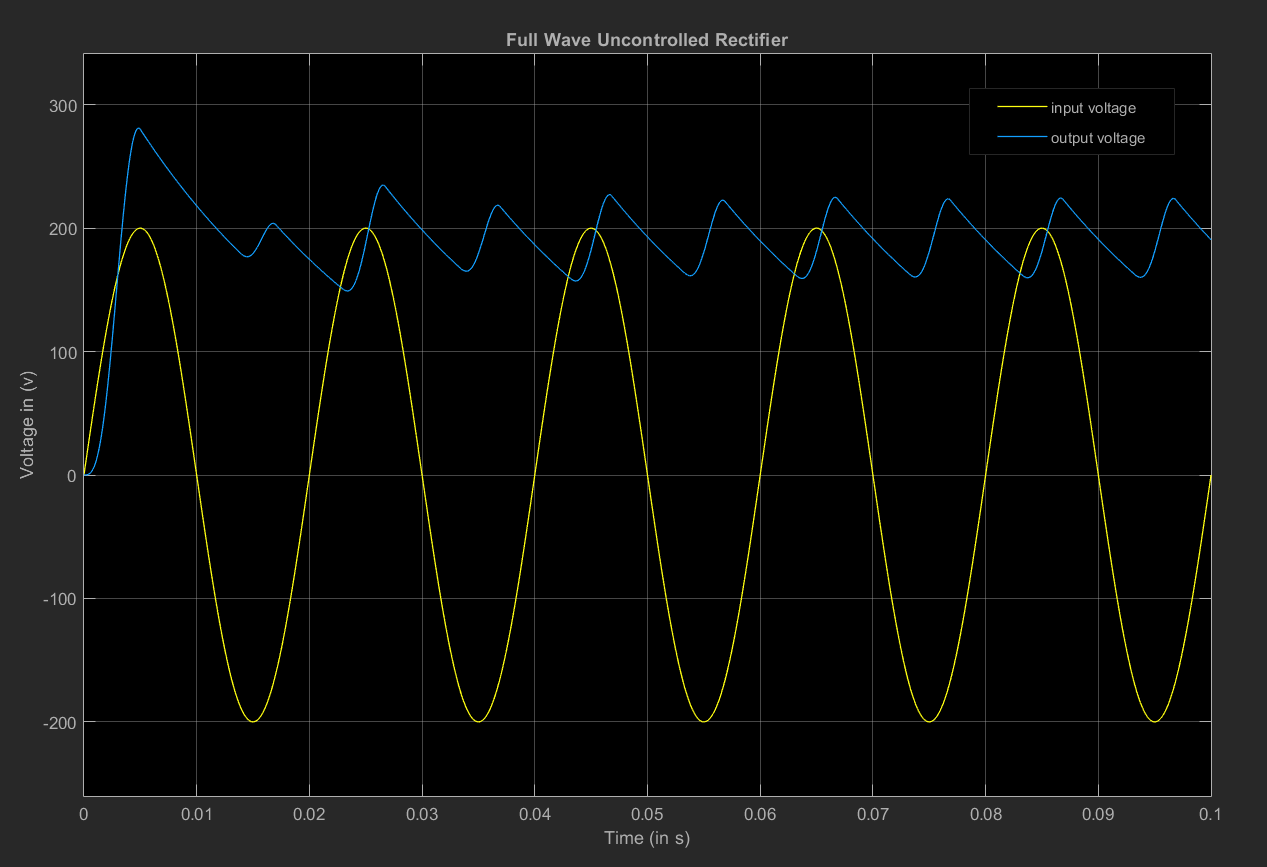 Full Wave Uncontrolled Rectifier
input voltage
output voltage
300
200
100
0
-100
-200
Voltage in (v)
0 0.01 0.02 0.03 0.04 0.05 0.06 0.07 0.08 0.09 0.1
Time (in s)